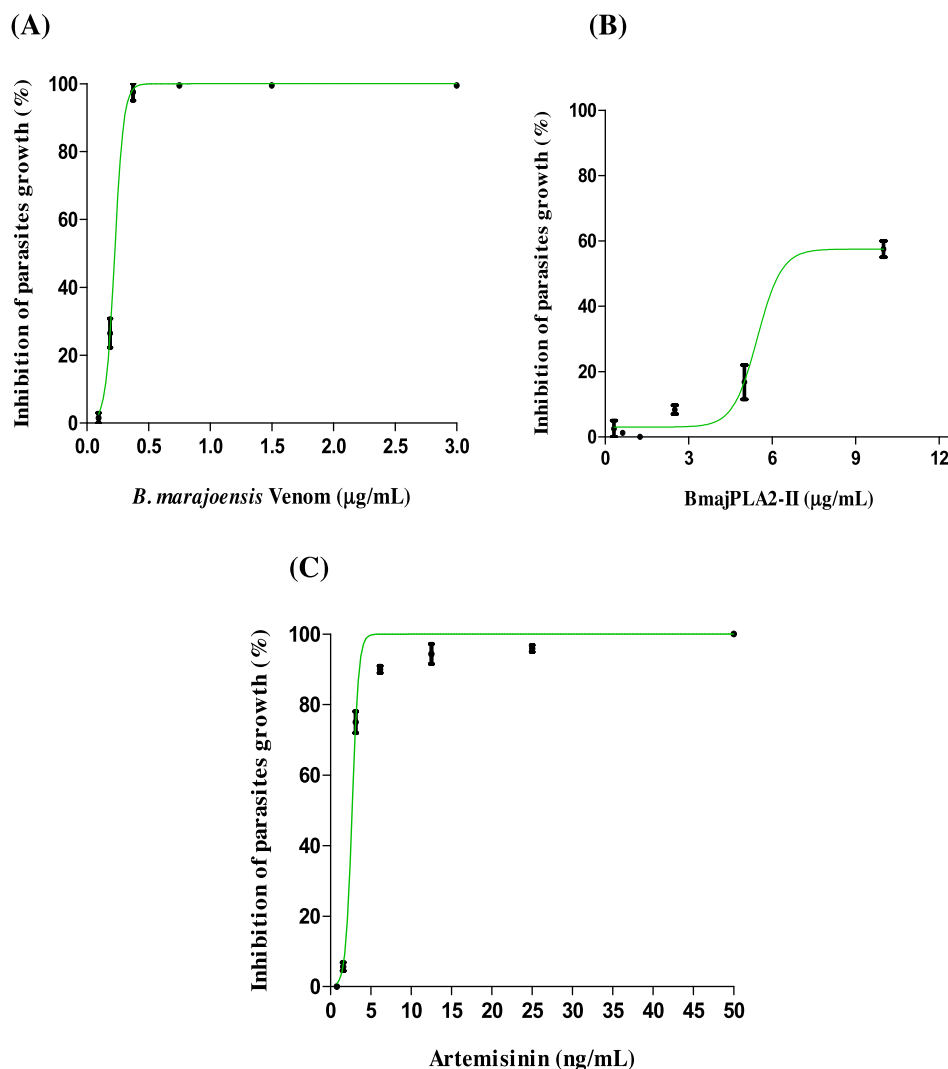 (A)
Inhibition of parasites growth (%)
100
80
60
40
20
0
0.0 0.5 1.0 1.5 2.0 2.5 3.0
B. marajoensis Venom (µg/mL)
(B)
Inhibition of parasites growth (%)
100
80
60
40
20
0
0 3 6 9 12
BmajPLA2-II (µg/mL)
(C)
Inhibition of parasites growth (%)
100
80
60
40
20
0
0 5 10 15 20 25 30 35 40 45 50
Artemisinin (ng/mL)